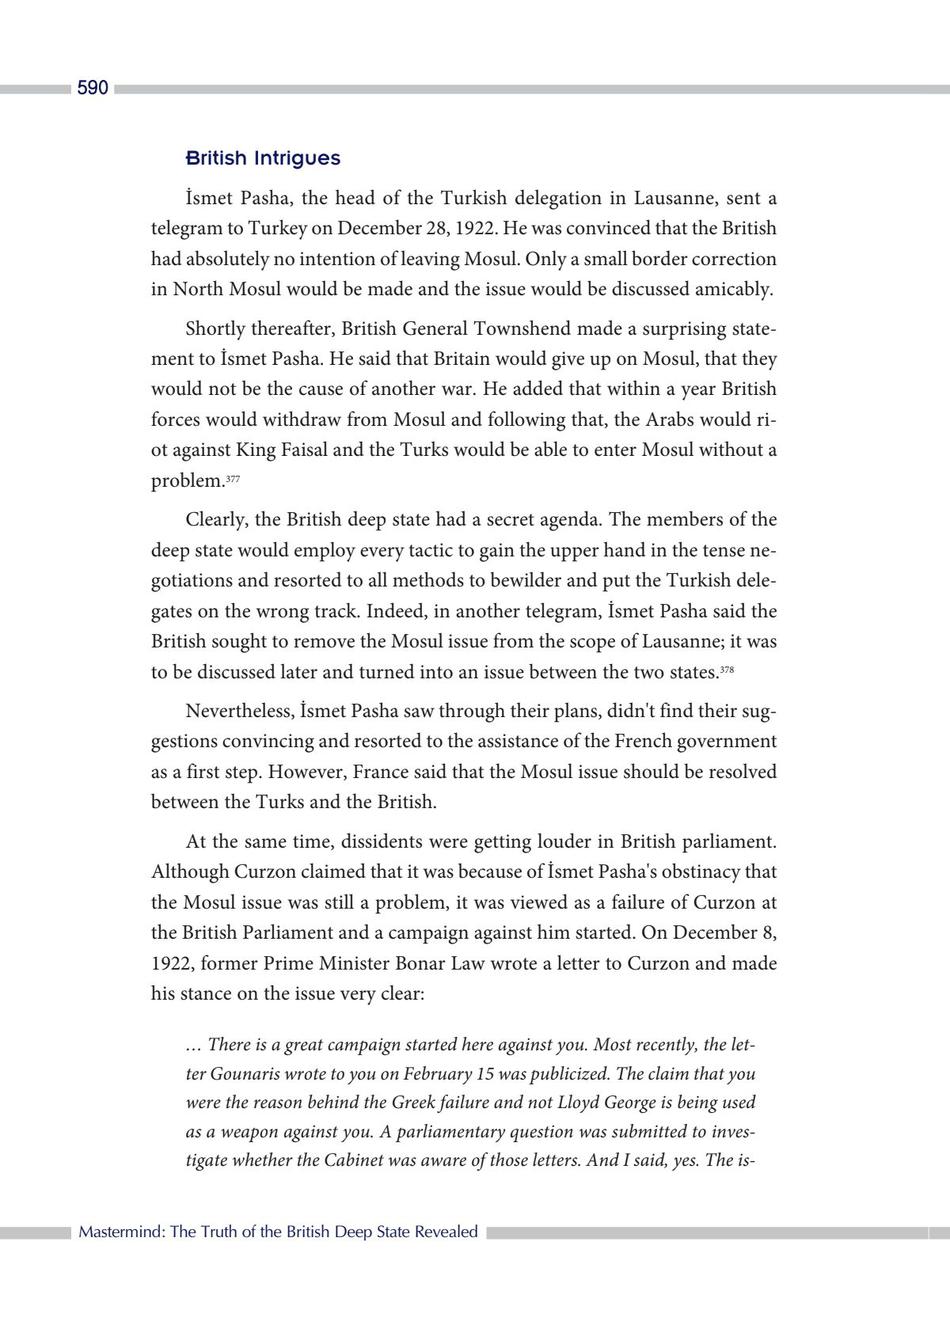 590
British Intrigues
İsmet Pasha, the head of the Turkish delegation in Lausanne, sent a
telegram to Turkey on December 28, 1922. He was convinced that the British
had absolutely no intention of leaving Mosul. Only a small border correction
in North Mosul would be made and the issue would be discussed amicably.
Shortly thereafter, British General Townshend made a surprising state-
ment to İsmet Pasha. He said that Britain would give up on Mosul, that they
would not be the cause of another war. He added that within a year British
forces would withdraw from Mosul and following that, the Arabs would ri-
ot against King Faisal and the Turks would be able to enter Mosul without a
problem.377
Clearly, the British deep state had a secret agenda. The members of the
deep state would employ every tactic to gain the upper hand in the tense ne-
gotiations and resorted to all methods to bewilder and put the Turkish dele-
gates on the wrong track. Indeed, in another telegram, İsmet Pasha said the
British sought to remove the Mosul issue from the scope of Lausanne; it was
to be discussed later and turned into an issue between the two states.378
Nevertheless, İsmet Pasha saw through their plans, didn't find their sug-
gestions convincing and resorted to the assistance of the French government
as a first step. However, France said that the Mosul issue should be resolved
between the Turks and the British.
At the same time, dissidents were getting louder in British parliament.
Although Curzon claimed that it was because of İsmet Pasha's obstinacy that
the Mosul issue was still a problem, it was viewed as a failure of Curzon at
the British Parliament and a campaign against him started. On December 8,
1922, former Prime Minister Bonar Law wrote a letter to Curzon and made
his stance on the issue very clear:
… There is a great campaign started here against you. Most recently, the let-
ter Gounaris wrote to you on February 15 was publicized. The claim that you
were the reason behind the Greek failure and not Lloyd George is being used
as a weapon against you. A parliamentary question was submitted to inves-
tigate whether the Cabinet was aware of those letters. And I said, yes. The is-
Mastermind: The Truth of the British Deep State Revealed